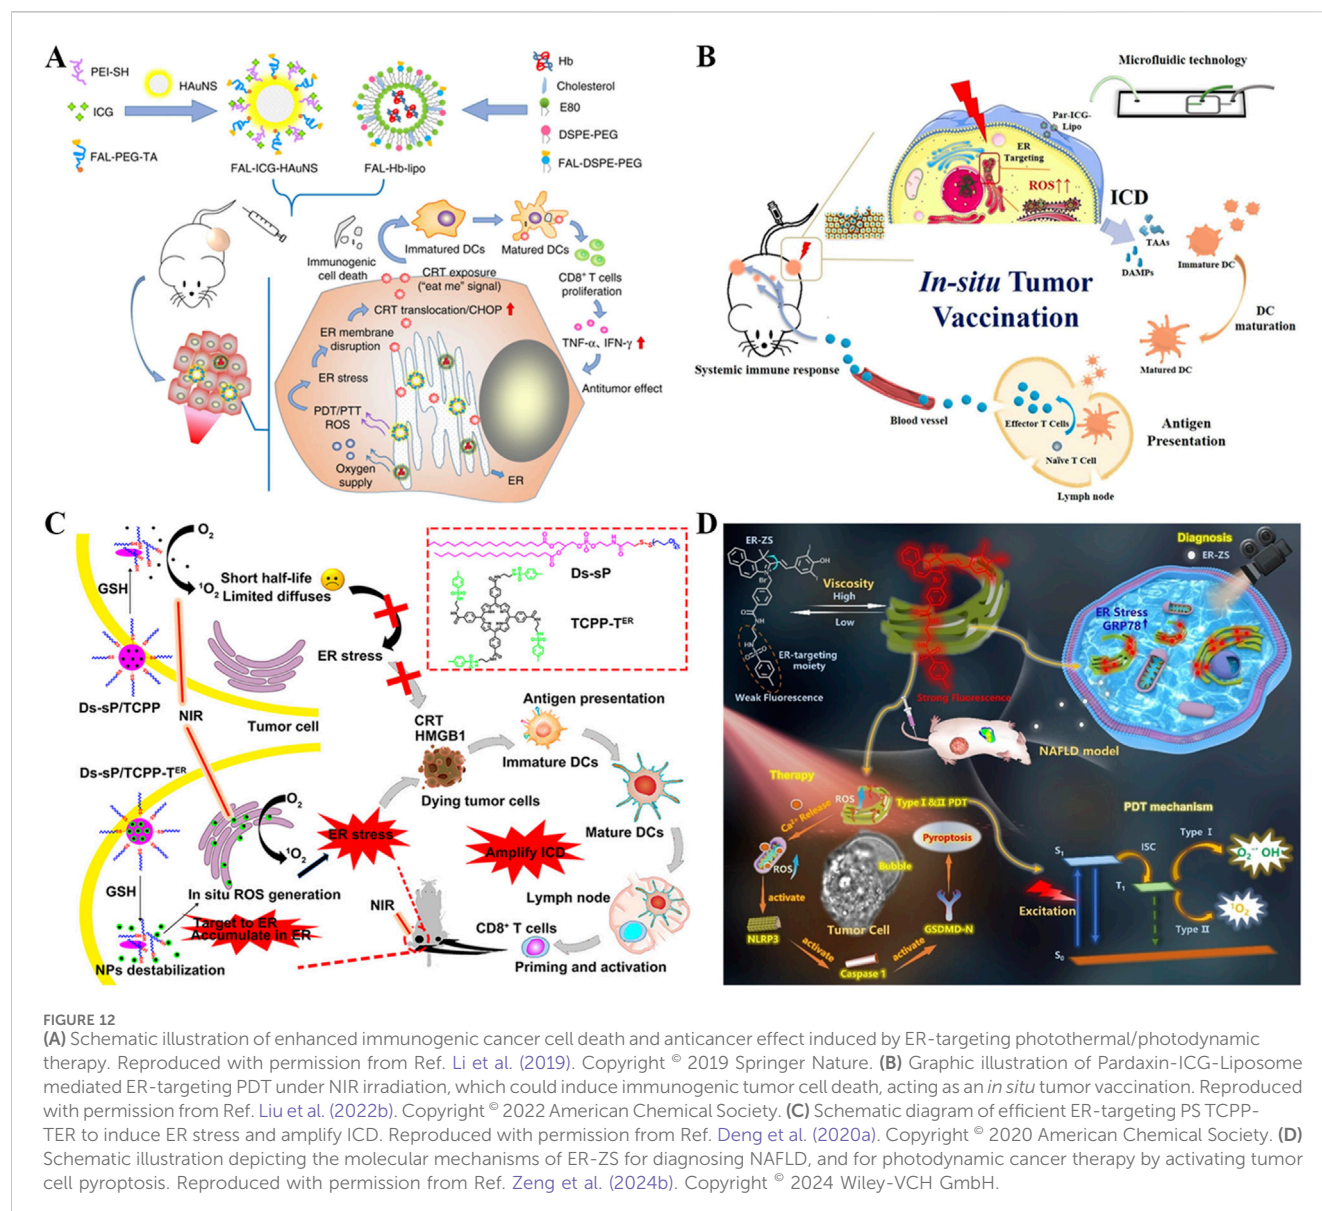 A
PEI-SH
HAuNS
ICG
FAL-PEG-TA
FAL-ICG-HAuNS
FAL-Hb-lipo
Hb
Cholesterol
E80
DSPE-PEG
FAL-DSPE-PEG
Immunogenic
cell death
Immatured DCs
Matured DCs
CRT exposure
("eat me" signal)
CD8+ T cells
proliferation
CRT translocation/CHOP
TNF-α、IFN-γ
ER membrane
disruption
Antitumor effect
ER stress
PDT/PTT
ROS
Oxygen
supply
ER
B
Microfluidic technology
Par-ICG-
Lipo
ER
Targeting
ROS↑↑
ICD
TAAs
DAMPs
Immature DC
In-situ Tumor
Vaccination
DC
maturation
Matured DC
Systemic immune response
Blood vessel
Effector T Cells
Naïve T Cell
Antigen
Presentation
Lymph node
C
O2
GSH
1O2
Short half-life
Limited diffuses
ER stress
Ds-sP/TCPP
NIR
Tumor cell
Ds-sP
TCPP-TER
CRT
HMGB1
Antigen presentation
Immature DCs
Dying tumor cells
Mature DCs
Ds-sP/TCPP-TER
O2
1O2
ER stress
Amplify ICD
GSH
In situ ROS generation
Target to ER
Accumulate in ER
NPs destabilization
NIR
Lymph node
CD8+ T cells
Priming and activation
D
ER-ZS
Viscosity
High
Low
ER-targeting
moiety
Weak Fluorescence
Strong Fluorescence
Diagnosis
ER-ZS
ER Stress
GRP78↑
NAFLD model
Therapy
ROS
Type I &II PDT
Ca2+ Release
ROS
Pyroptosis
Bubble
activate
Tumor Cell
NLRP3
GSDMD-N
activate
Caspase 1
activate
PDT mechanism
S1
ISC
Type I
O2•- OH
T1
1O2
Type II
Excitation
S0
FIGURE 12
(A) Schematic illustration of enhanced immunogenic cancer cell death and anticancer effect induced by ER-targeting photothermal/photodynamic
therapy. Reproduced with permission from Ref. Li et al. (2019). Copyright © 2019 Springer Nature. (B) Graphic illustration of Pardaxin-ICG-Liposome
mediated ER-targeting PDT under NIR irradiation, which could induce immunogenic tumor cell death, acting as an in situ tumor vaccination. Reproduced
with permission from Ref. Liu et al. (2022b). Copyright © 2022 American Chemical Society. (C) Schematic diagram of efficient ER-targeting PS TCPP-
TER to induce ER stress and amplify ICD. Reproduced with permission from Ref. Deng et al. (2020a). Copyright © 2020 American Chemical Society. (D)
Schematic illustration depicting the molecular mechanisms of ER-ZS for diagnosing NAFLD, and for photodynamic cancer therapy by activating tumor
cell pyroptosis. Reproduced with permission from Ref. Zeng et al. (2024b). Copyright © 2024 Wiley-VCH GmbH.